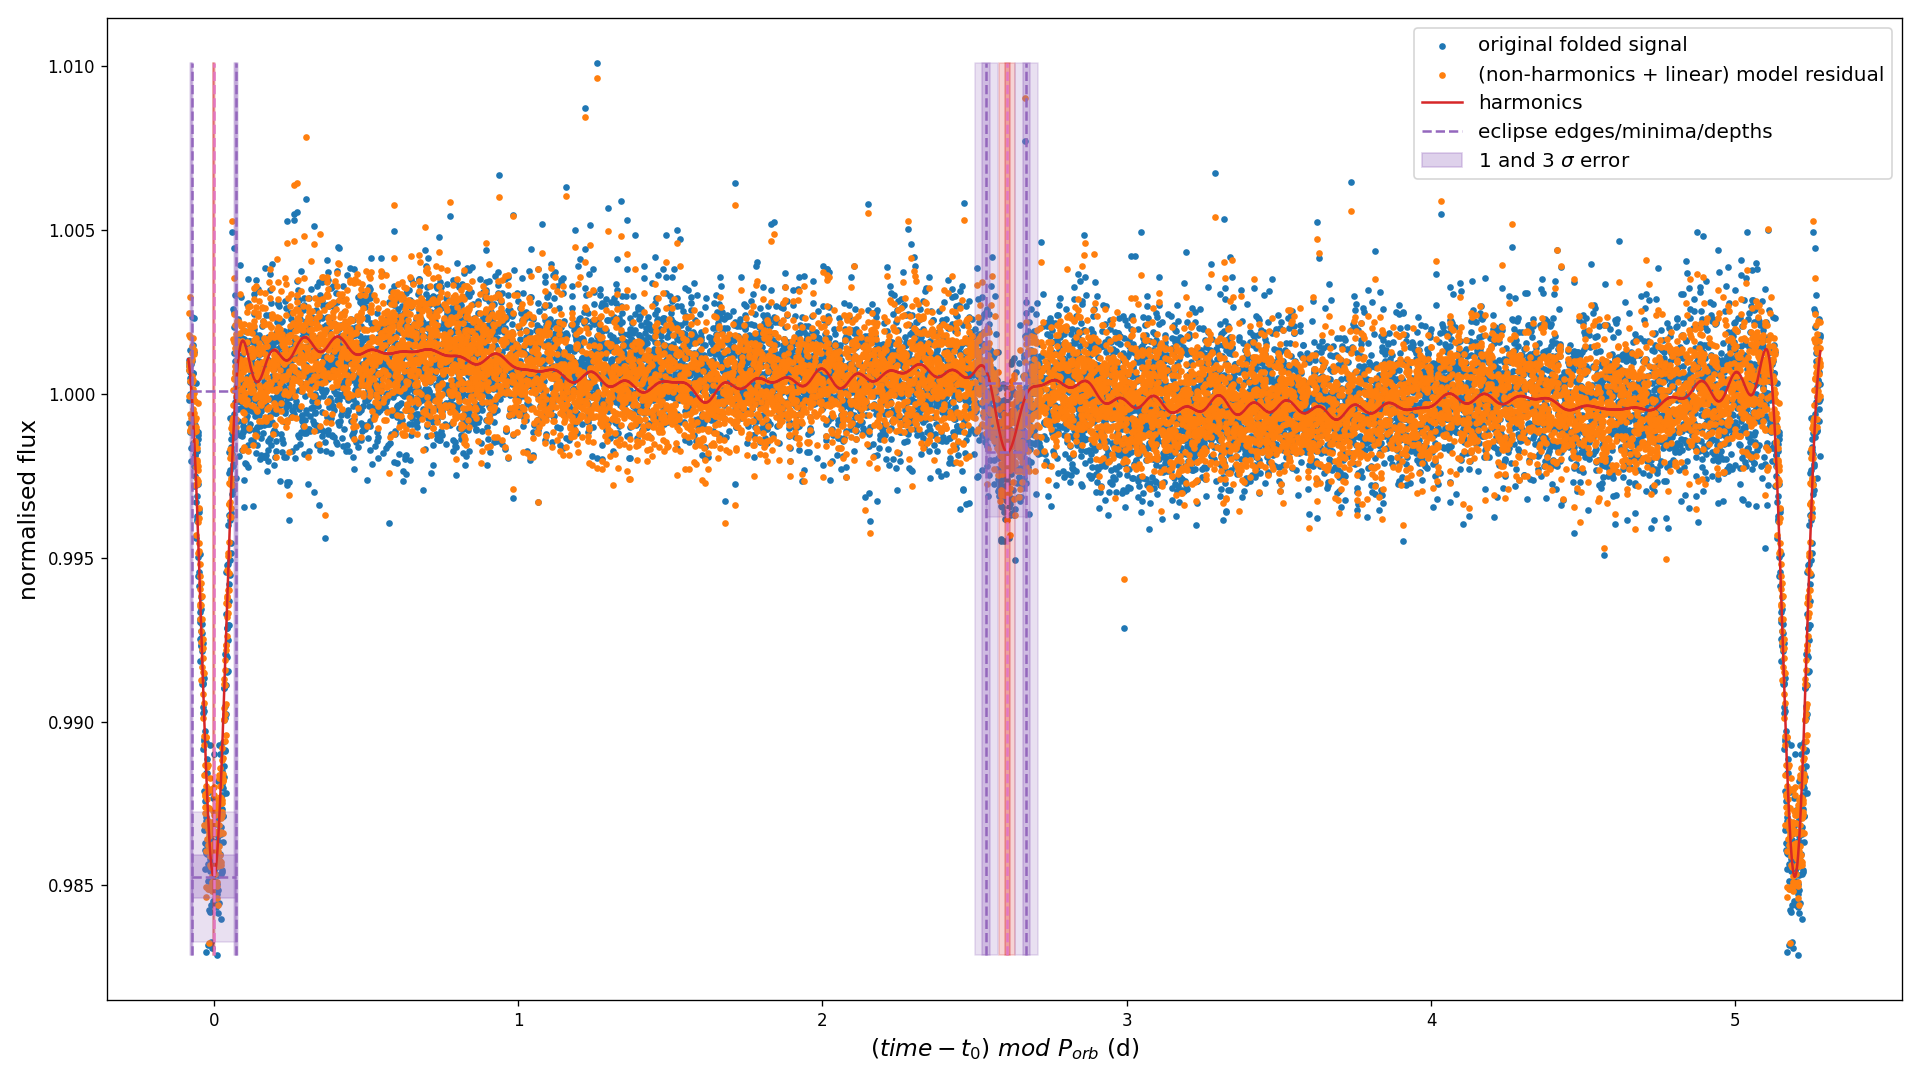 original folded signal
(non-harmonics + linear) model residual
harmonics
eclipse edges/minima/depths
1 and 3 σ error
1.010
1.005
1.000
0.995
0.990
0.985
normalised flux
0 1 2 3 4 5
(time − t₀) mod Pₒᵣb (d)